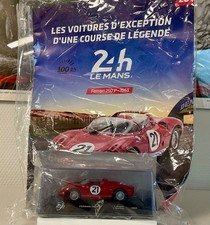 LES VOITURES D'EXCEPTION
D'UNE COURSE DE LÉGENDE
24h
LE MANS
21
21